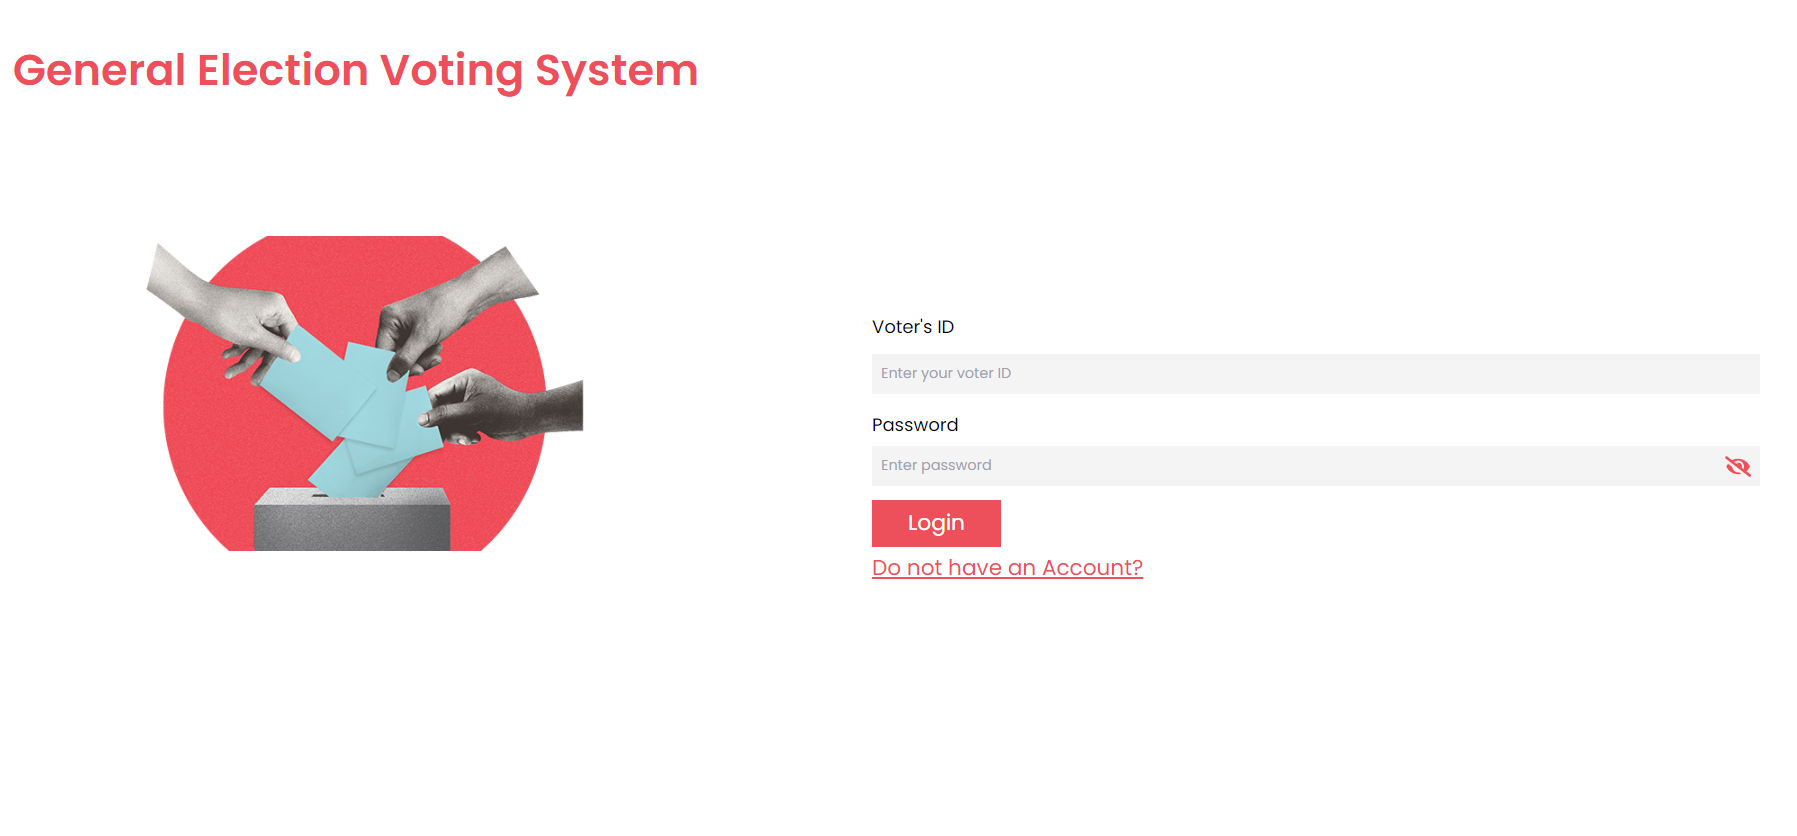 General Election Voting System
Voter's ID
Enter your voter ID
Password
Enter password
Login
Do not have an Account?